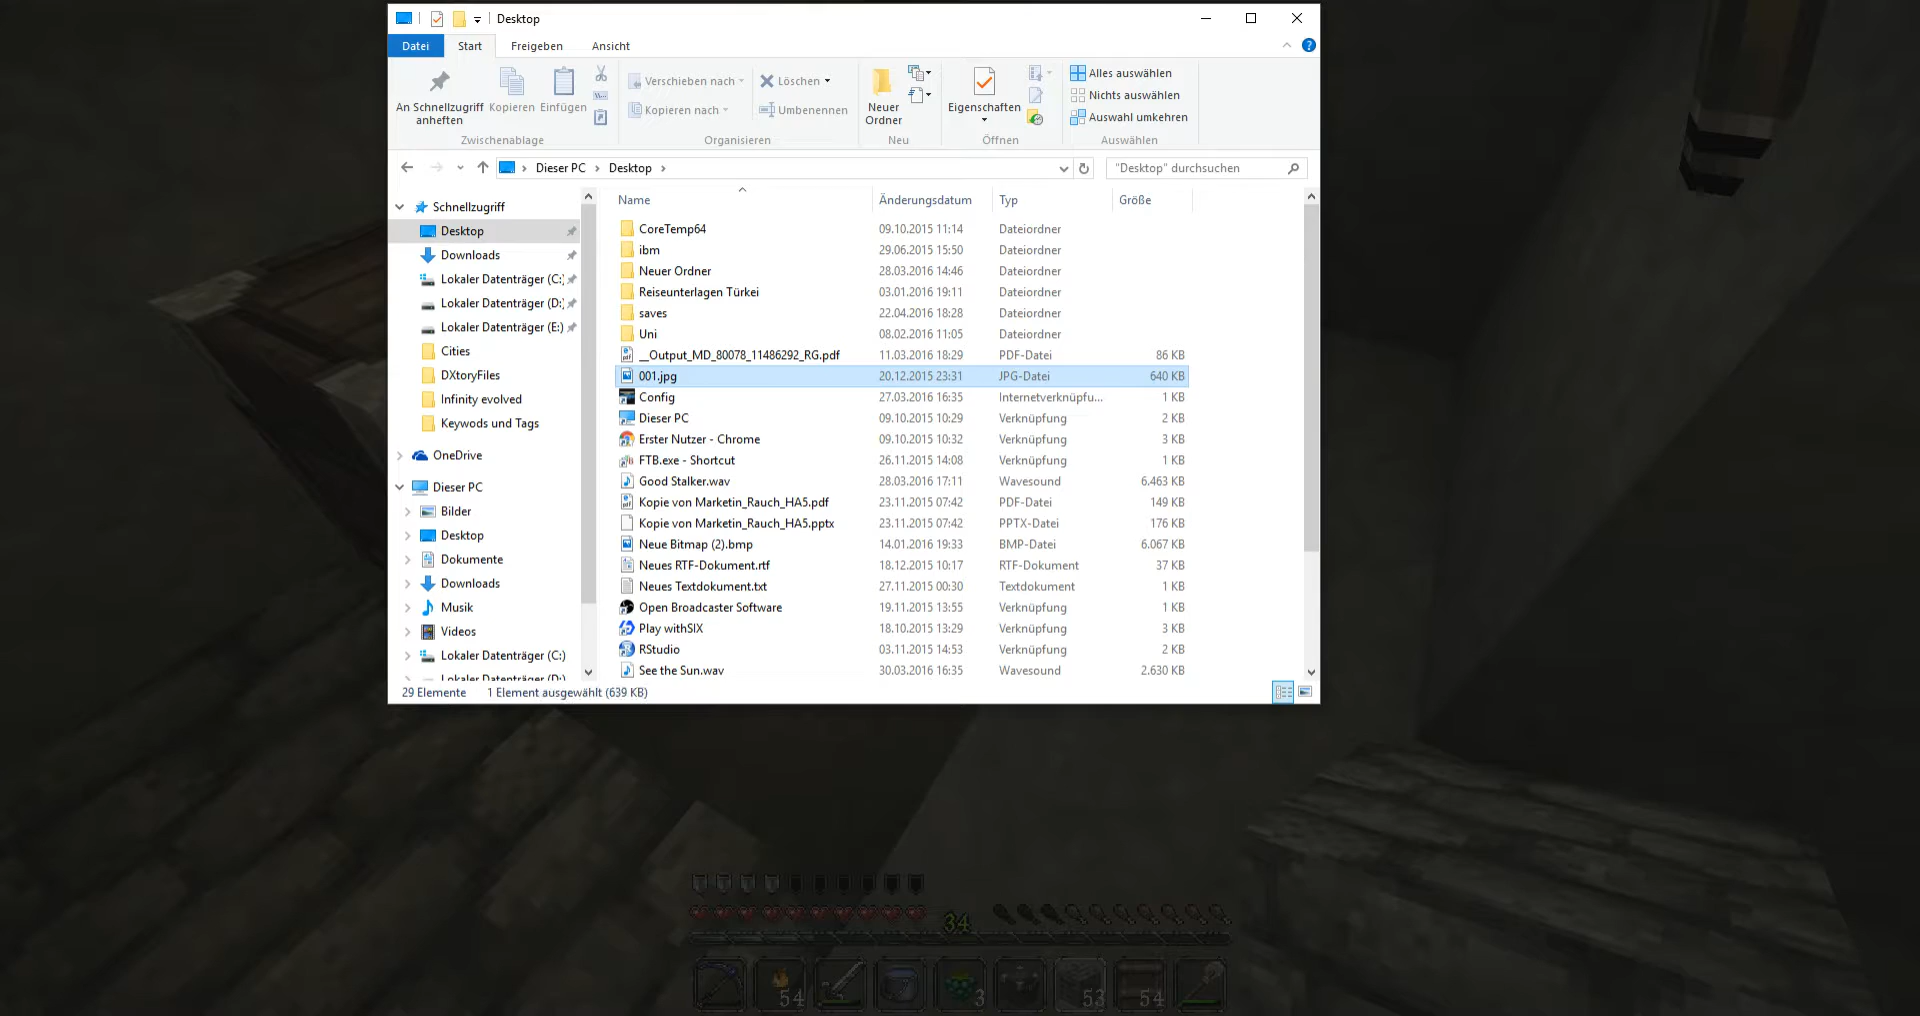 Desktop
Datei Start Freigeben Ansicht
An Schnellzugriff anheften
Kopieren
Einfügen
Verschieben nach
Kopieren nach
Löschen
Umbenennen
Neuer Ordner
Eigenschaften
Alles auswählen
Nichts auswählen
Auswahl umkehren
Zwischenablage Organisieren Neu Öffnen Auswählen
Dieser PC Desktop "Desktop" durchsuchen
Schnellzugriff
Desktop
Downloads
Lokaler Datenträger (C:)
Lokaler Datenträger (D:)
Lokaler Datenträger (E:)
Cities
DXtoryFiles
Infinity evolved
Keywods und Tags
OneDrive
Dieser PC
Bilder
Desktop
Dokumente
Downloads
Musik
Videos
Lokaler Datenträger (C:)
Lokaler Datenträger (D:)
Name Änderungsdatum Typ Größe
CoreTemp64 09.10.2015 11:14 Dateiordner
ibm 29.06.2015 15:50 Dateiordner
Neuer Ordner 28.03.2016 14:46 Dateiordner
Reiseunterlagen Türkei 03.01.2016 19:11 Dateiordner
saves 22.04.2016 18:28 Dateiordner
Uni 08.02.2016 11:05 Dateiordner
__Output_MD_80078_11486292_RG.pdf 11.03.2016 18:29 PDF-Datei 86 KB
001.jpg 20.12.2015 23:31 JPG-Datei 640 KB
Config 27.03.2016 16:35 Internetverknüpfu... 1 KB
Dieser PC 09.10.2015 10:29 Verknüpfung 2 KB
Erster Nutzer - Chrome 09.10.2015 10:32 Verknüpfung 3 KB
FTB.exe - Shortcut 26.11.2015 14:08 Verknüpfung 1 KB
Good Stalker.wav 28.03.2016 17:11 Wavesound 6.463 KB
Kopie von Marketin_Rauch_HA5.pdf 23.11.2015 07:42 PDF-Datei 149 KB
Kopie von Marketin_Rauch_HA5.pptx 23.11.2015 07:42 PPTX-Datei 176 KB
Neue Bitmap (2).bmp 14.01.2016 19:33 BMP-Datei 6.067 KB
Neues RTF-Dokument.rtf 18.12.2015 10:17 RTF-Dokument 37 KB
Neues Textdokument.txt 27.11.2015 00:30 Textdokument 1 KB
Open Broadcaster Software 19.11.2015 13:55 Verknüpfung 1 KB
Play withSIX 18.10.2015 13:29 Verknüpfung 3 KB
RStudio 03.11.2015 14:53 Verknüpfung 2 KB
See the Sun.wav 30.03.2016 16:35 Wavesound 2.630 KB
29 Elemente 1 Element ausgewählt (639 KB)
34
54 3 53 54